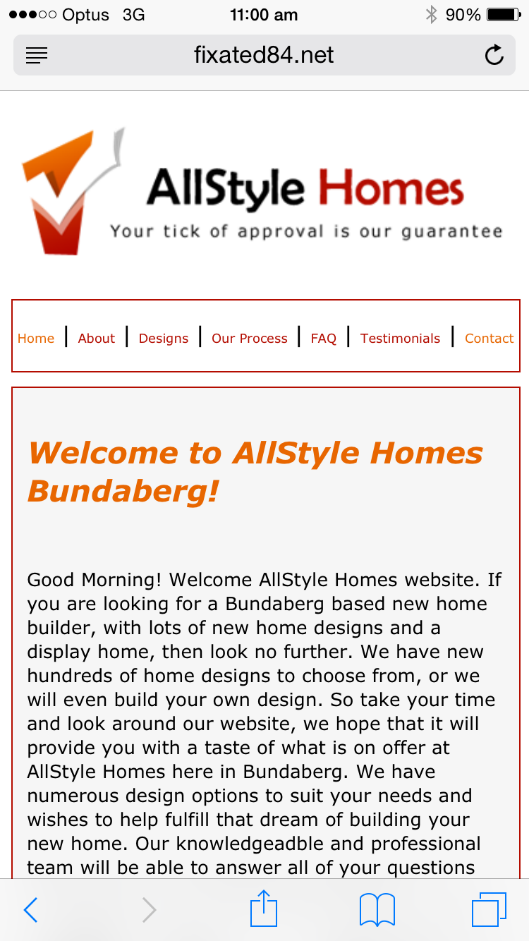 Optus 3G 11:00 am 90%
fixated84.net
AllStyle Homes
Your tick of approval is our guarantee
Home | About | Designs | Our Process | FAQ | Testimonials | Contact
Welcome to AllStyle Homes
Bundaberg!
Good Morning! Welcome AllStyle Homes website. If
you are looking for a Bundaberg based new home
builder, with lots of new home designs and a
display home, then look no further. We have new
hundreds of home designs to choose from, or we
will even build your own design. So take your time
and look around our website, we hope that it will
provide you with a taste of what is on offer at
AllStyle Homes here in Bundaberg. We have
numerous design options to suit your needs and
wishes to help fulfill that dream of building your
new home. Our knowledgeadble and professional
team will be able to answer all of your questions